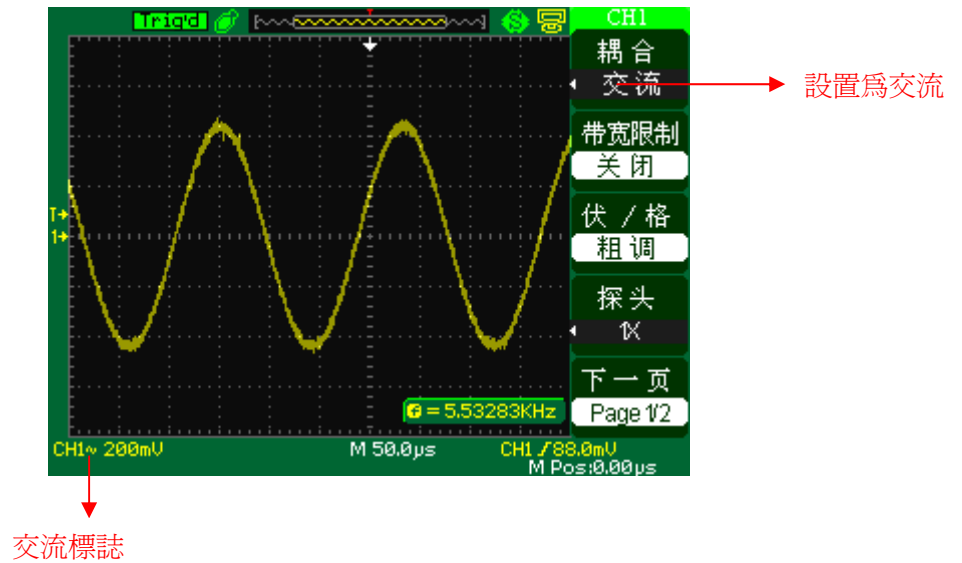 Trig'd
CH1
耦合
交流
設置爲交流
带宽限制
关闭
伏/格
粗调
探头
1X
下一页
Page 1/2
T
1
f = 5.53283KHz
CH1~ 200mV
M 50.0µs
CH1 88.0mV
M Pos:0.00µs
交流標誌